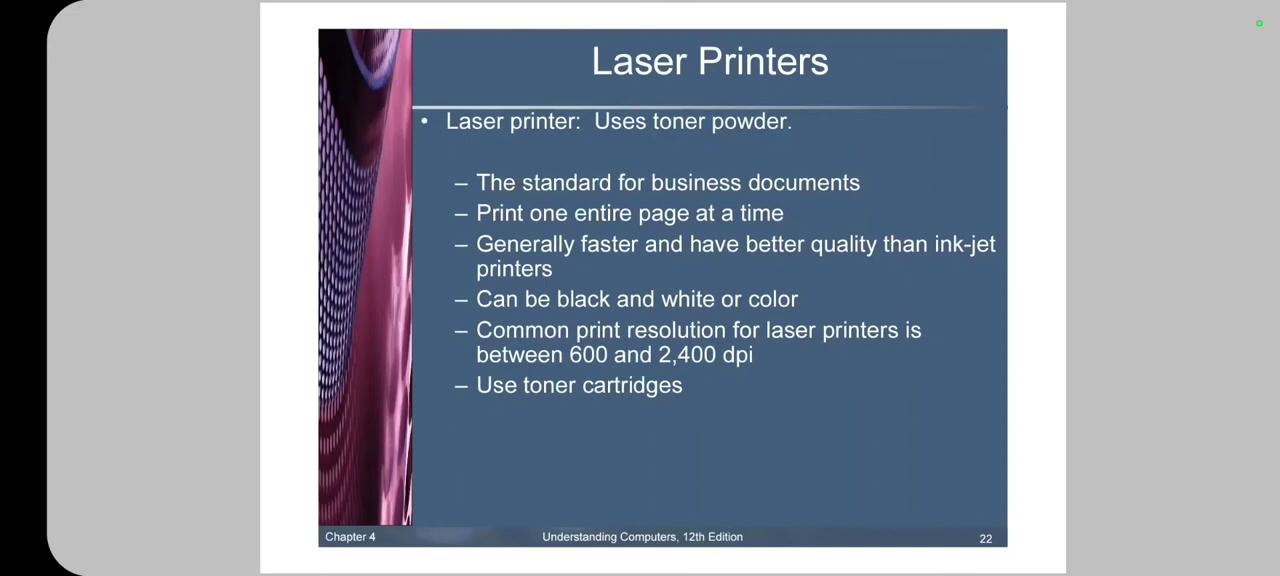 Laser Printers
• Laser printer:  Uses toner powder.
– The standard for business documents
– Print one entire page at a time
– Generally faster and have better quality than ink-jet
printers
– Can be black and white or color
– Common print resolution for laser printers is
between 600 and 2,400 dpi
– Use toner cartridges
Chapter 4 Understanding Computers, 12th Edition 22